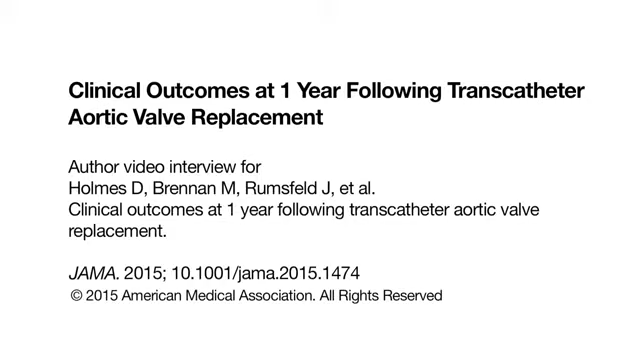 Clinical Outcomes at 1 Year Following Transcatheter
Aortic Valve Replacement
Author video interview for
Holmes D, Brennan M, Rumsfeld J, et al.
Clinical outcomes at 1 year following transcatheter aortic valve
replacement.
JAMA. 2015; 10.1001/jama.2015.1474
© 2015 American Medical Association. All Rights Reserved